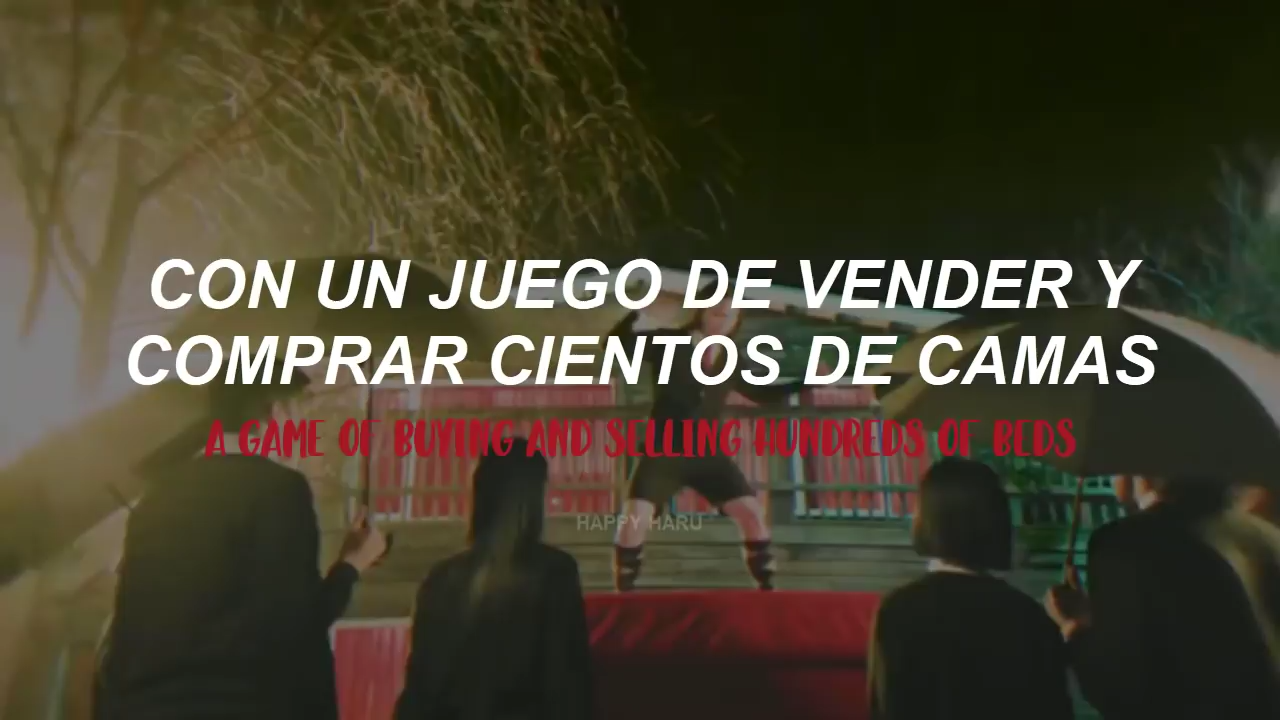 CON UN JUEGO DE VENDER Y
COMPRAR CIENTOS DE CAMAS
A GAME OF BUYING AND SELLING HUNDREDS OF BEDS
HAPPY HARU